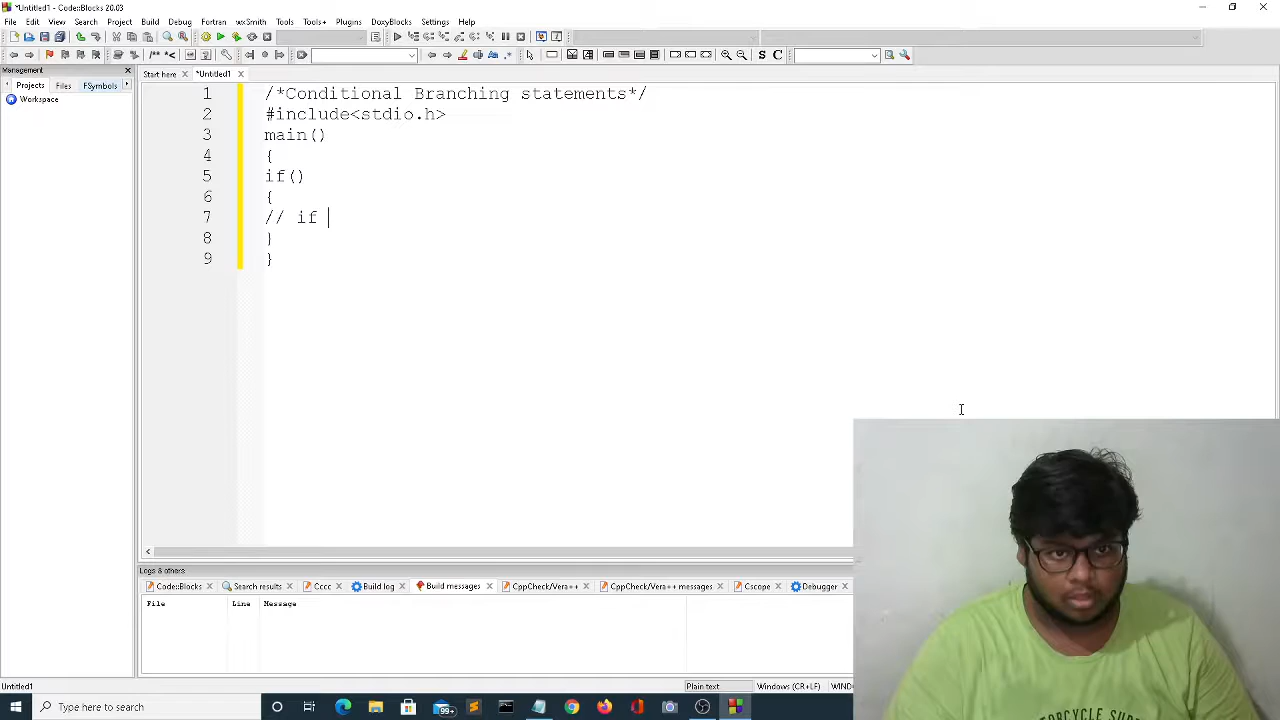 *Untitled1 - Code::Blocks 20.03
File Edit View Search Project Build Debug Fortran wxSmith Tools Tools+ Plugins DoxyBlocks Settings Help
Management
Projects Files FSymbols
Workspace
Start here *Untitled1
1 /*Conditional Branching statements*/
2 #include<stdio.h>
3 main()
4 {
5 if()
6 {
7 // if
8 }
9 }
Logs & others
Code::Blocks Search results Cccc Build log Build messages CppCheck/Vera++ CppCheck/Vera++ messages Cscope Debugger
File Line Message
Untitled1 Plain text Windows (CR+LF) WIND
Type here to search 99+
MOTORCYCLE